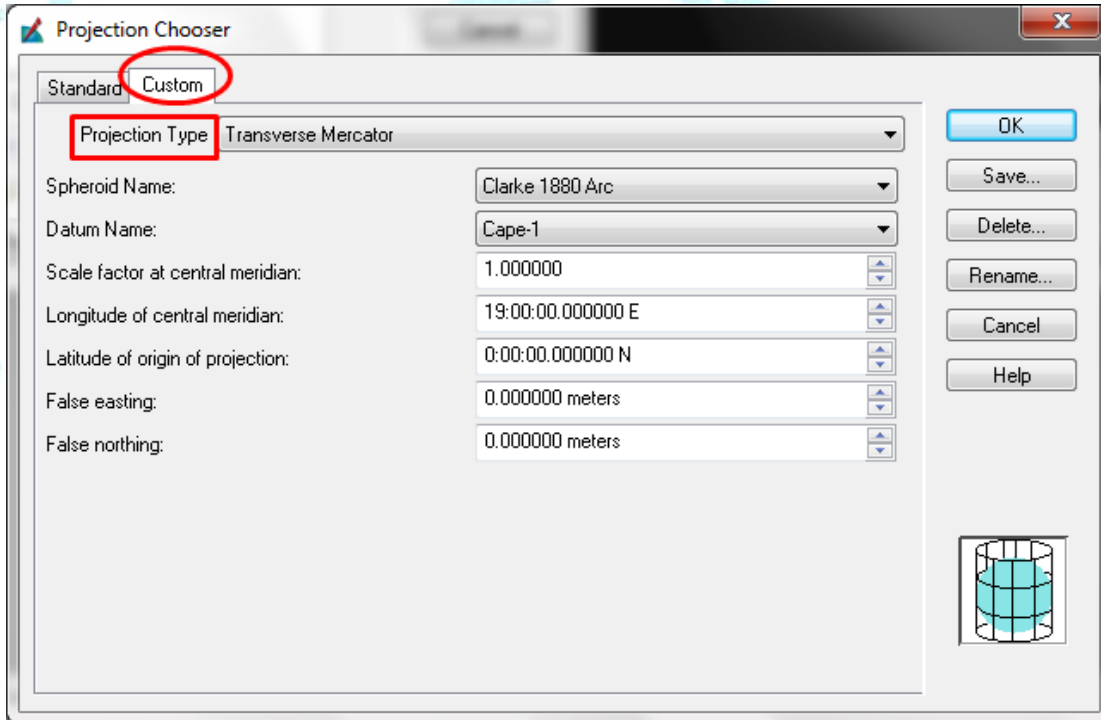 Projection Chooser
Standard Custom
Projection Type Transverse Mercator
OK
Spheroid Name: Clarke 1880 Arc
Save...
Datum Name: Cape-1
Delete...
Scale factor at central meridian: 1.000000
Rename...
Longitude of central meridian: 19:00:00.000000 E
Cancel
Latitude of origin of projection: 0:00:00.000000 N
Help
False easting: 0.000000 meters
False northing: 0.000000 meters